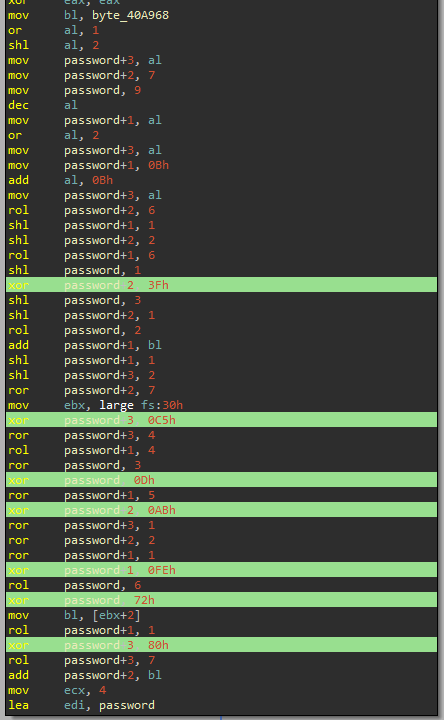 xor eax, eax
mov bl, byte_40A968
or al, 1
shl al, 2
mov password+3, al
mov password+2, 7
mov password, 9
dec al
mov password+1, al
or al, 2
mov password+3, al
mov password+1, 0Bh
add al, 0Bh
mov password+3, al
rol password+2, 6
shl password+1, 1
shl password+2, 2
rol password+1, 6
shl password, 1
xor password 2 3Fh
shl password, 3
shl password+2, 1
rol password, 2
add password+1, bl
shl password+1, 1
shl password+3, 2
ror password+2, 7
mov ebx, large fs:30h
xor password 3 0C5h
ror password+3, 4
rol password+1, 4
ror password, 3
xor password 0Dh
ror password+1, 5
xor password 2 0ABh
ror password+3, 1
ror password+2, 2
ror password+1, 1
xor password 1 0FEh
rol password, 6
xor password 72h
mov bl, [ebx+2]
rol password+1, 1
xor password 3 80h
rol password+3, 7
add password+2, bl
mov ecx, 4
lea edi, password